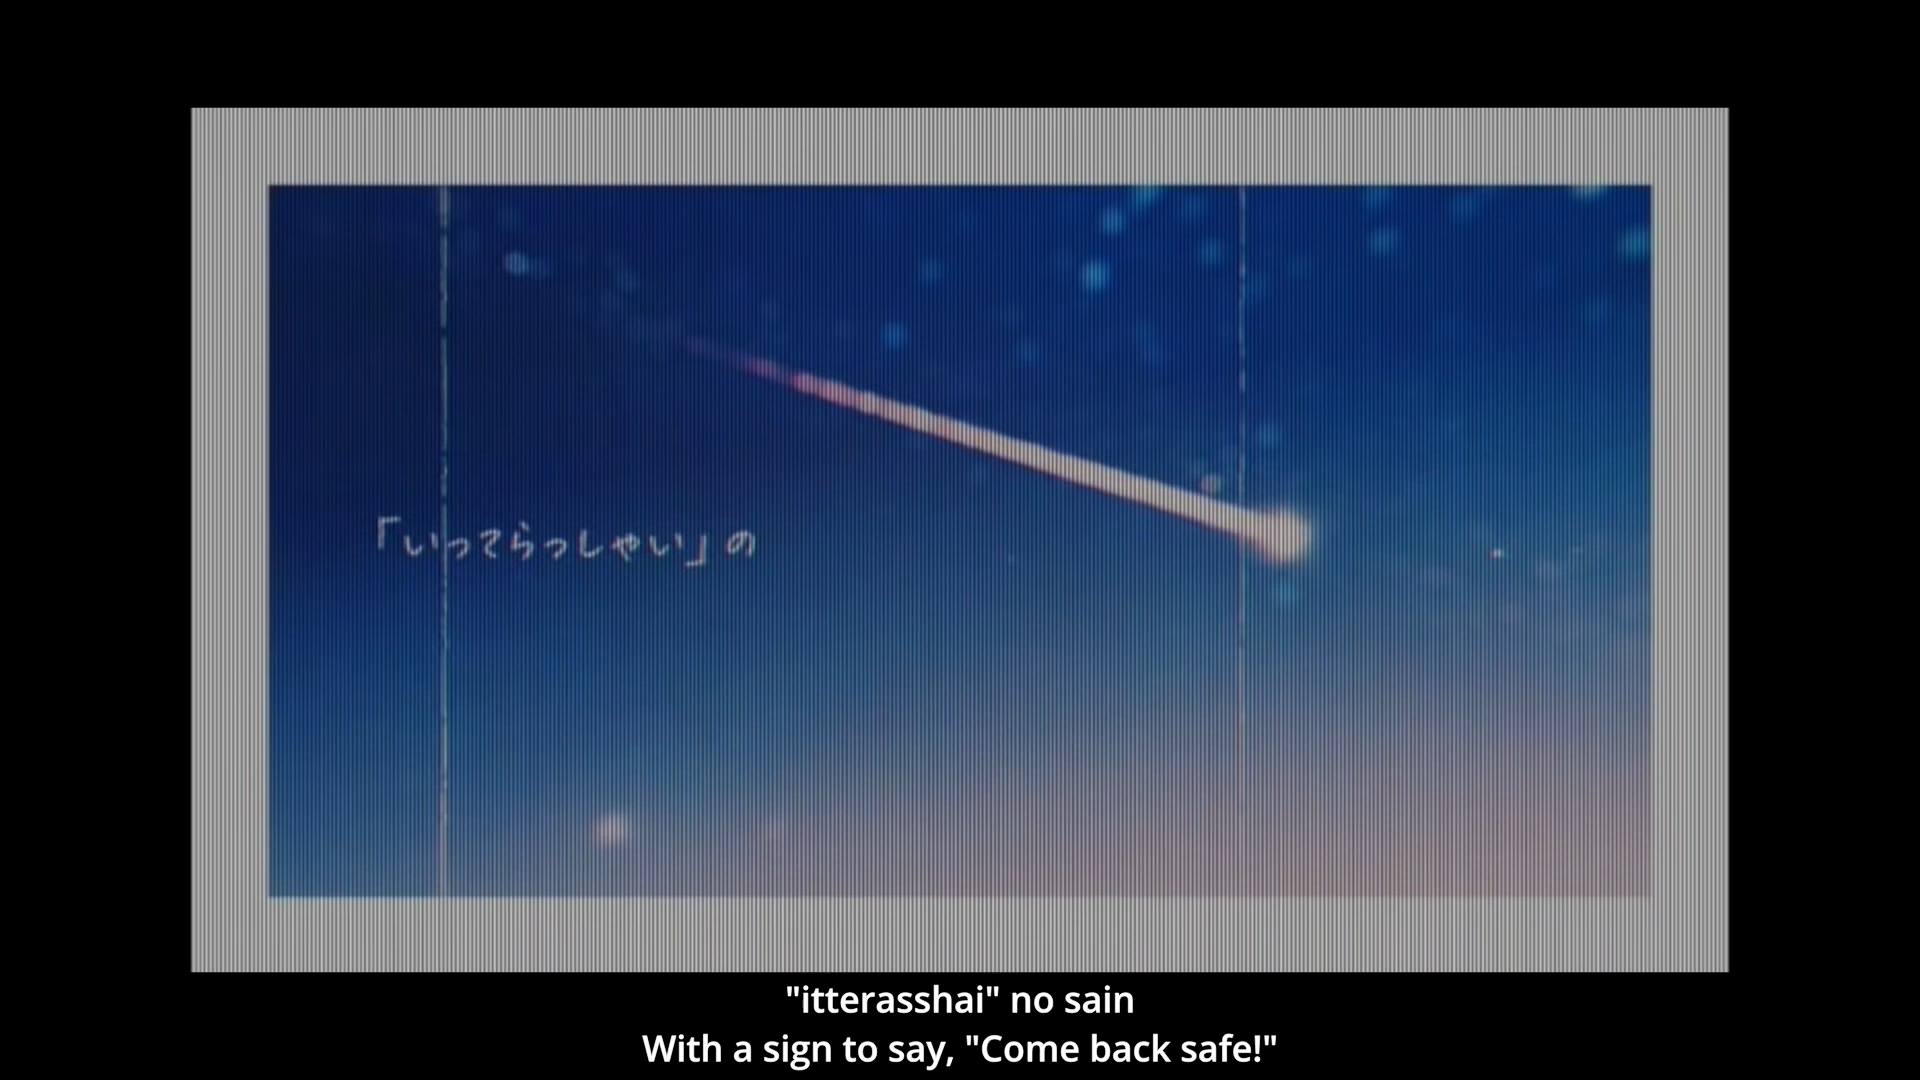 「いってらっしゃい」の
"itterasshai" no sain
With a sign to say, "Come back safe!"